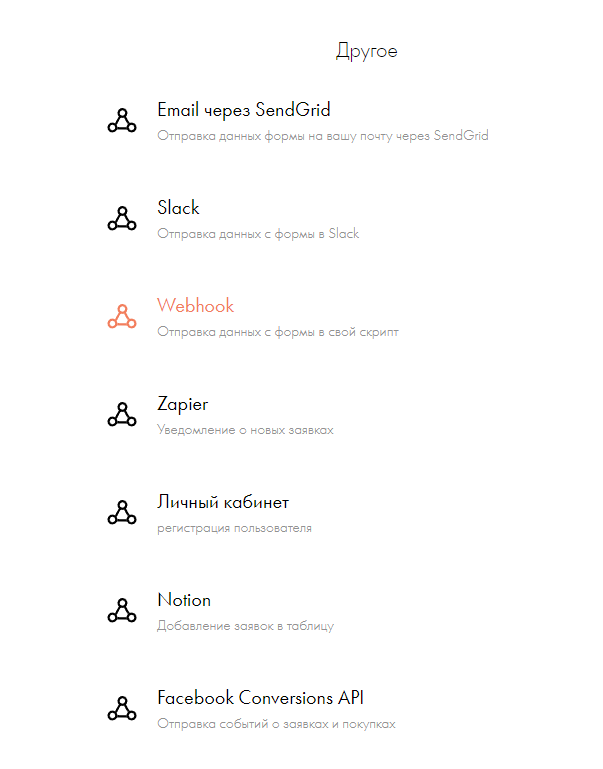 Другое
Email через SendGrid
Отправка данных формы на вашу почту через SendGrid
Slack
Отправка данных с формы в Slack
Webhook
Отправка данных с формы в свой скрипт
Zapier
Уведомление о новых заявках
Личный кабинет
регистрация пользователя
Notion
Добавление заявок в таблицу
Facebook Conversions API
Отправка событий о заявках и покупках